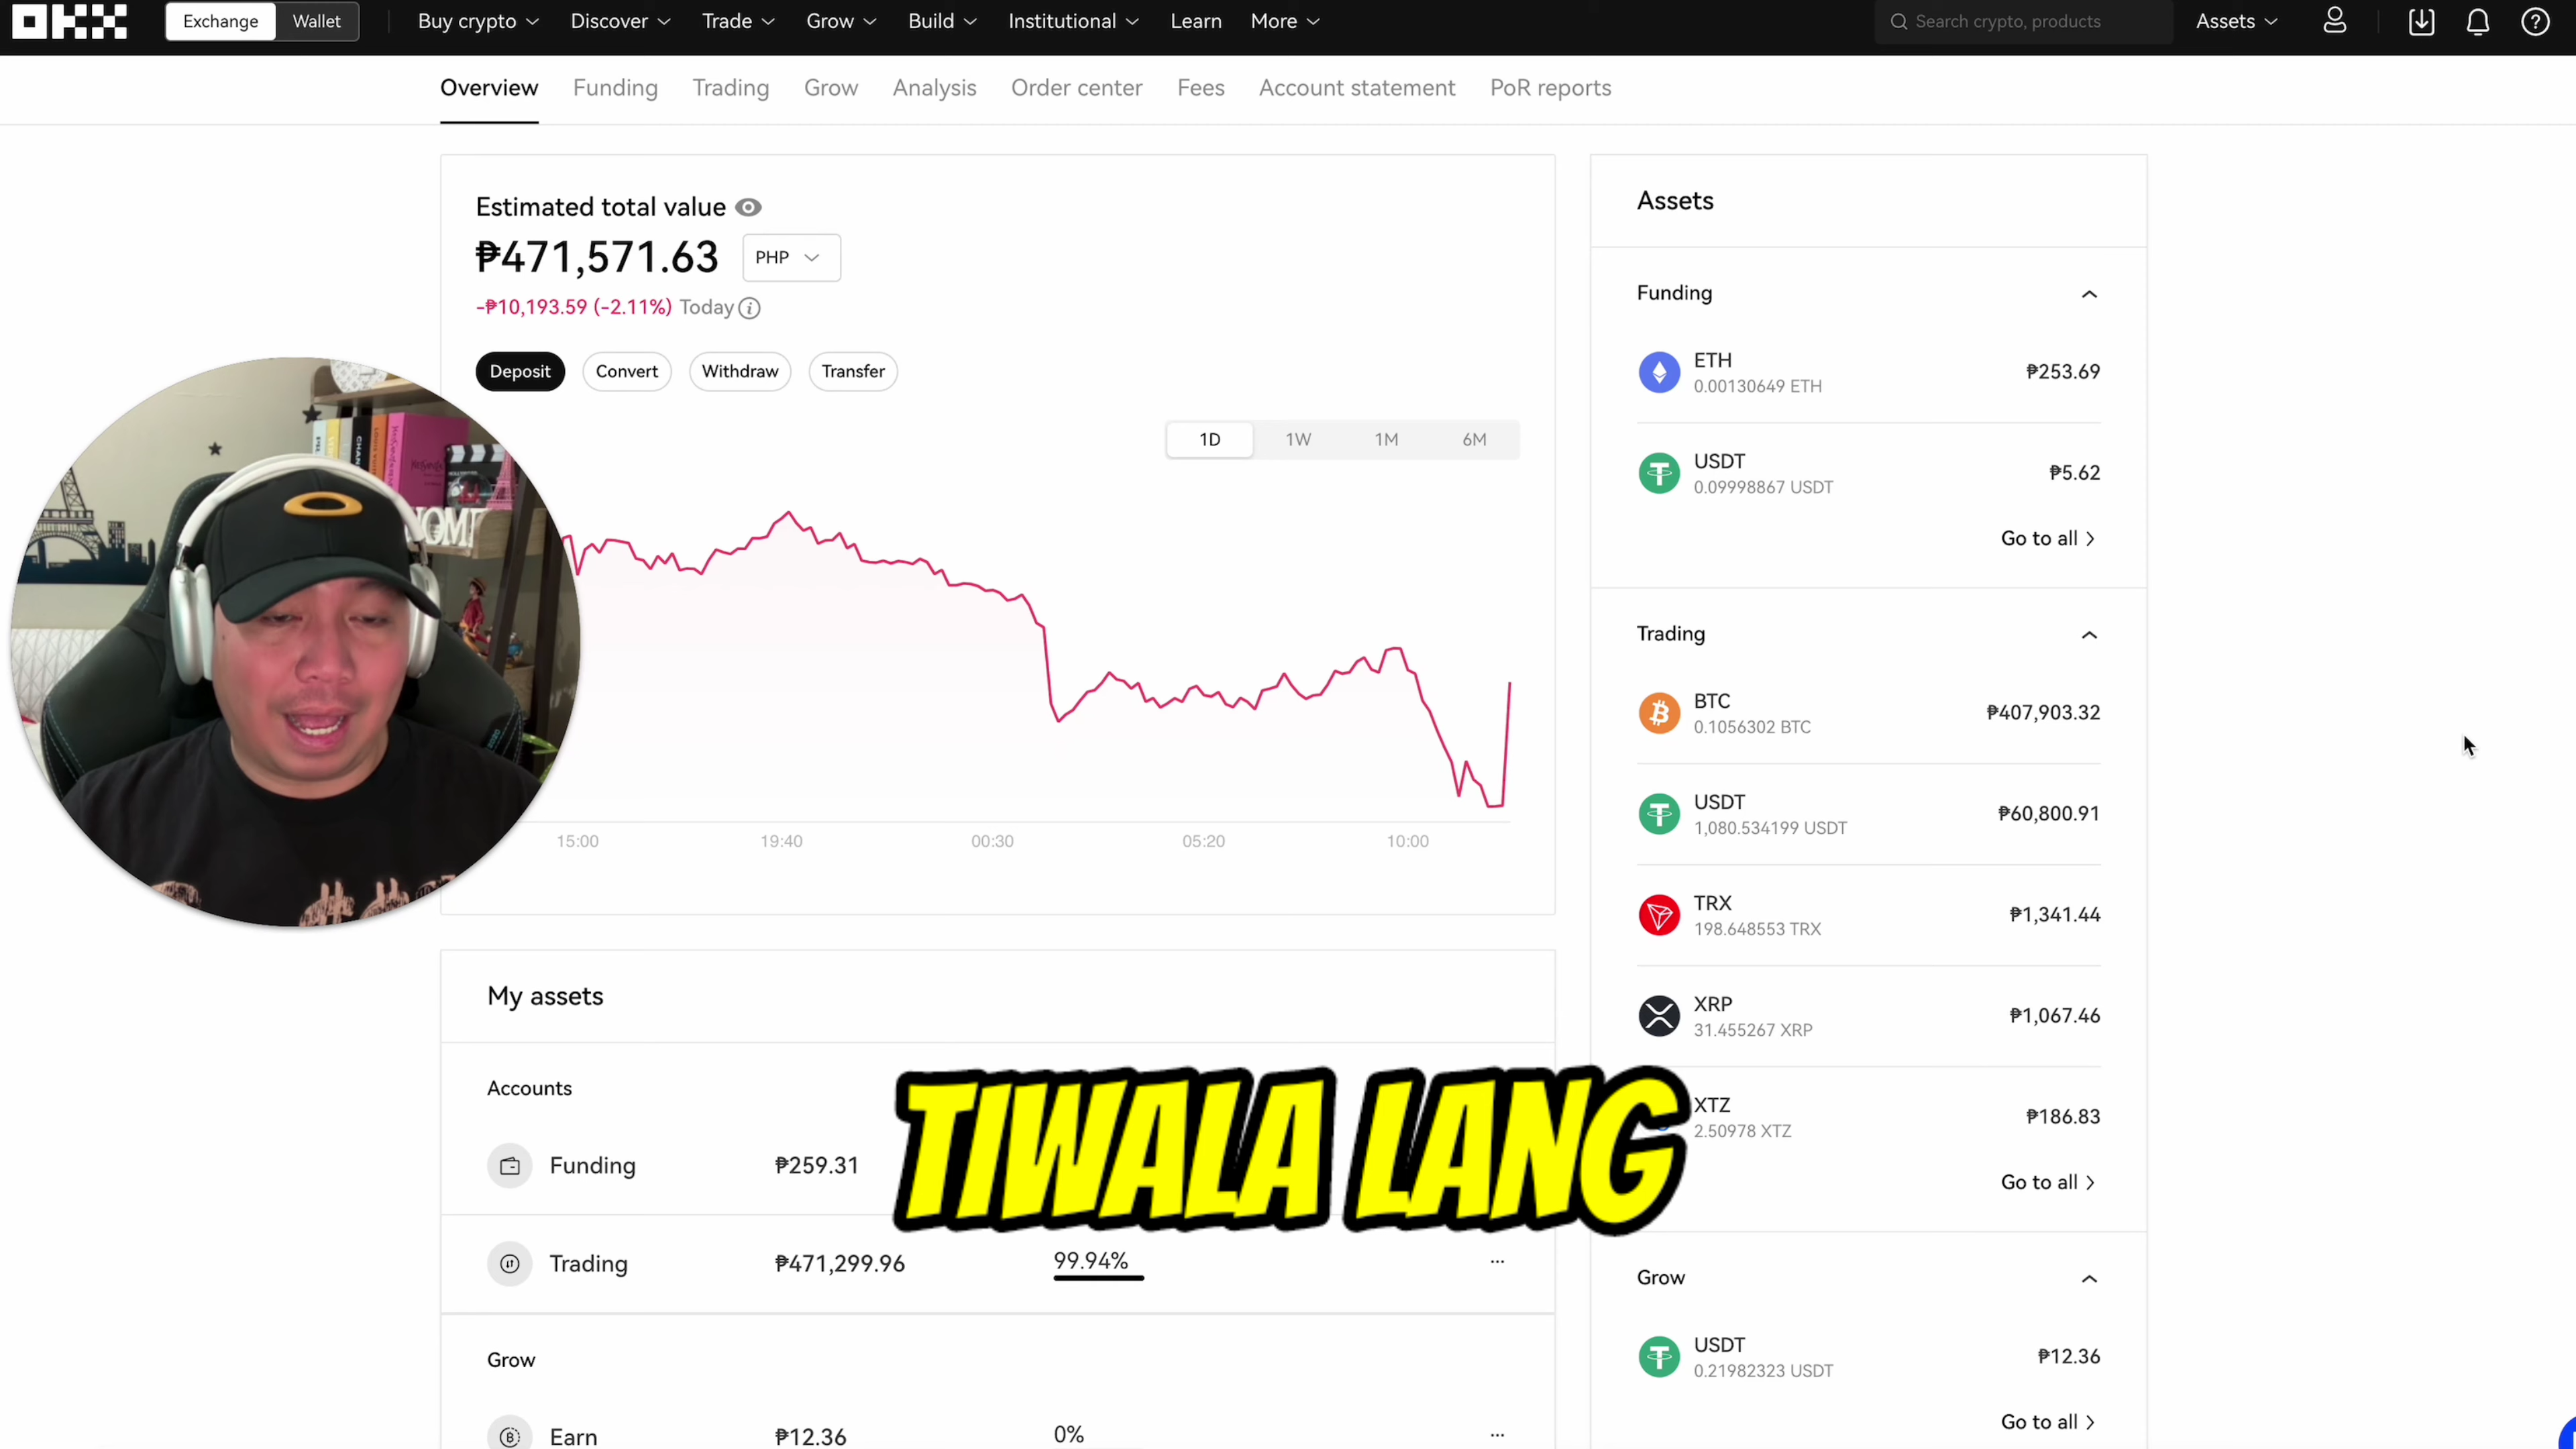 OKX Exchange Wallet Buy crypto Discover Trade Grow Build Institutional Learn More Search crypto, products Assets
Overview Funding Trading Grow Analysis Order center Fees Account statement PoR reports
Estimated total value
₱471,571.63 PHP
-₱10,193.59 (-2.11%) Today
Deposit Convert Withdraw Transfer
1D 1W 1M 6M
15:00 19:40 00:30 05:20 10:00
My assets
Accounts
Funding ₱259.31
Trading ₱471,299.96 99.94% ...
Grow
Earn ₱12.36 0% ...
TIWALA LANG
Assets
Funding
ETH ₱253.69
0.00130649 ETH
USDT ₱5.62
0.09998867 USDT
Go to all
Trading
BTC ₱407,903.32
0.1056302 BTC
USDT ₱60,800.91
1,080.534199 USDT
TRX ₱1,341.44
198.648553 TRX
XRP ₱1,067.46
31.455267 XRP
XTZ ₱186.83
2.50978 XTZ
Go to all
Grow
USDT ₱12.36
0.21982323 USDT
Go to all